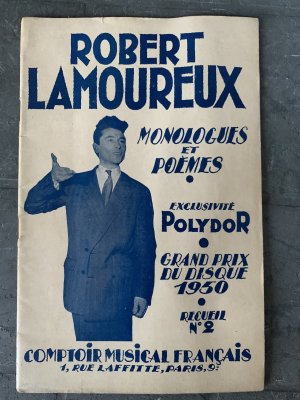 ROBERT
LAMOUREUX
MONOLOGUES
ET
POÈMES
EXCLUSIVITÉ
POLYDOR
GRAND PRIX
DU DISQUE
1950
RECUEIL
N°2
COMPTOIR MUSICAL FRANÇAIS
1, RUE LAFFITTE, PARIS, 9e